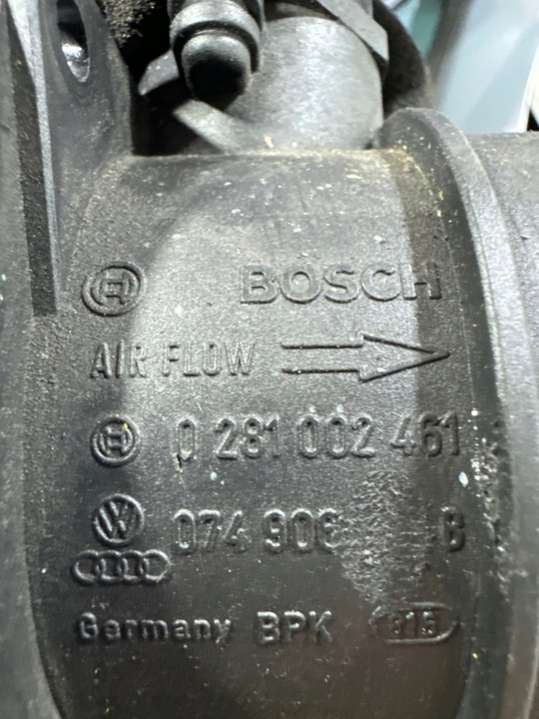 BOSCH
AIR FLOW
0 281 002 461
074 906 B
Germany BPK